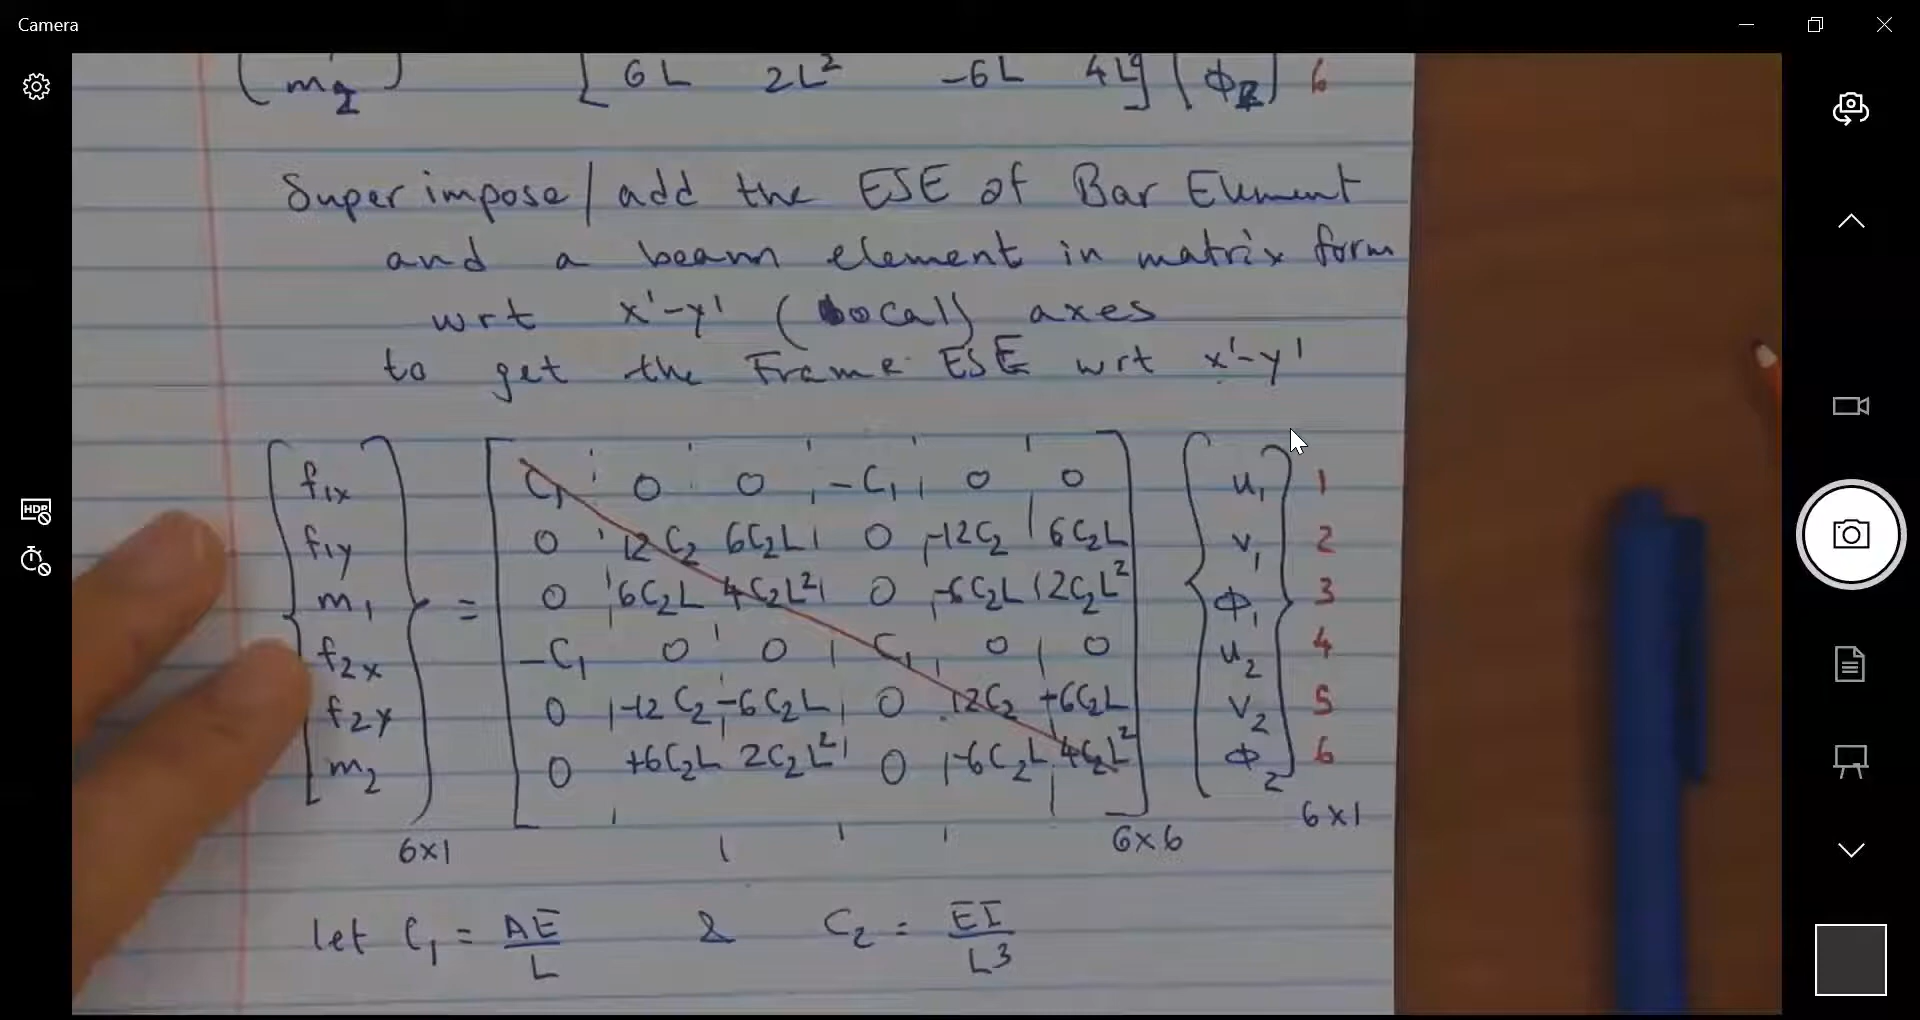 Camera
m2 6L 2L² -6L 4L² ϕ2 6
Superimpose/add the ESE of Bar Element
and a beam element in matrix form
wrt x'-y' (Local) axes
to get the Frame ESE wrt x'-y'
f1x C1 0 0 -C1 0 0 u1 1
f1y 0 12C2 6C2L 0 -12C2 6C2L v1 2
m1 = 0 6C2L 4C2L² 0 -6C2L 2C2L² ϕ1 3
f2x -C1 0 0 C1 0 0 u2 4
f2y 0 -12C2 -6C2L 0 12C2 +6C2L v2 5
m2 0 +6C2L 2C2L² 0 -6C2L 4C2L² ϕ2 6
6x1 6x6 6x1
let C1 = AE/L & C2 = EI/L³
HDR